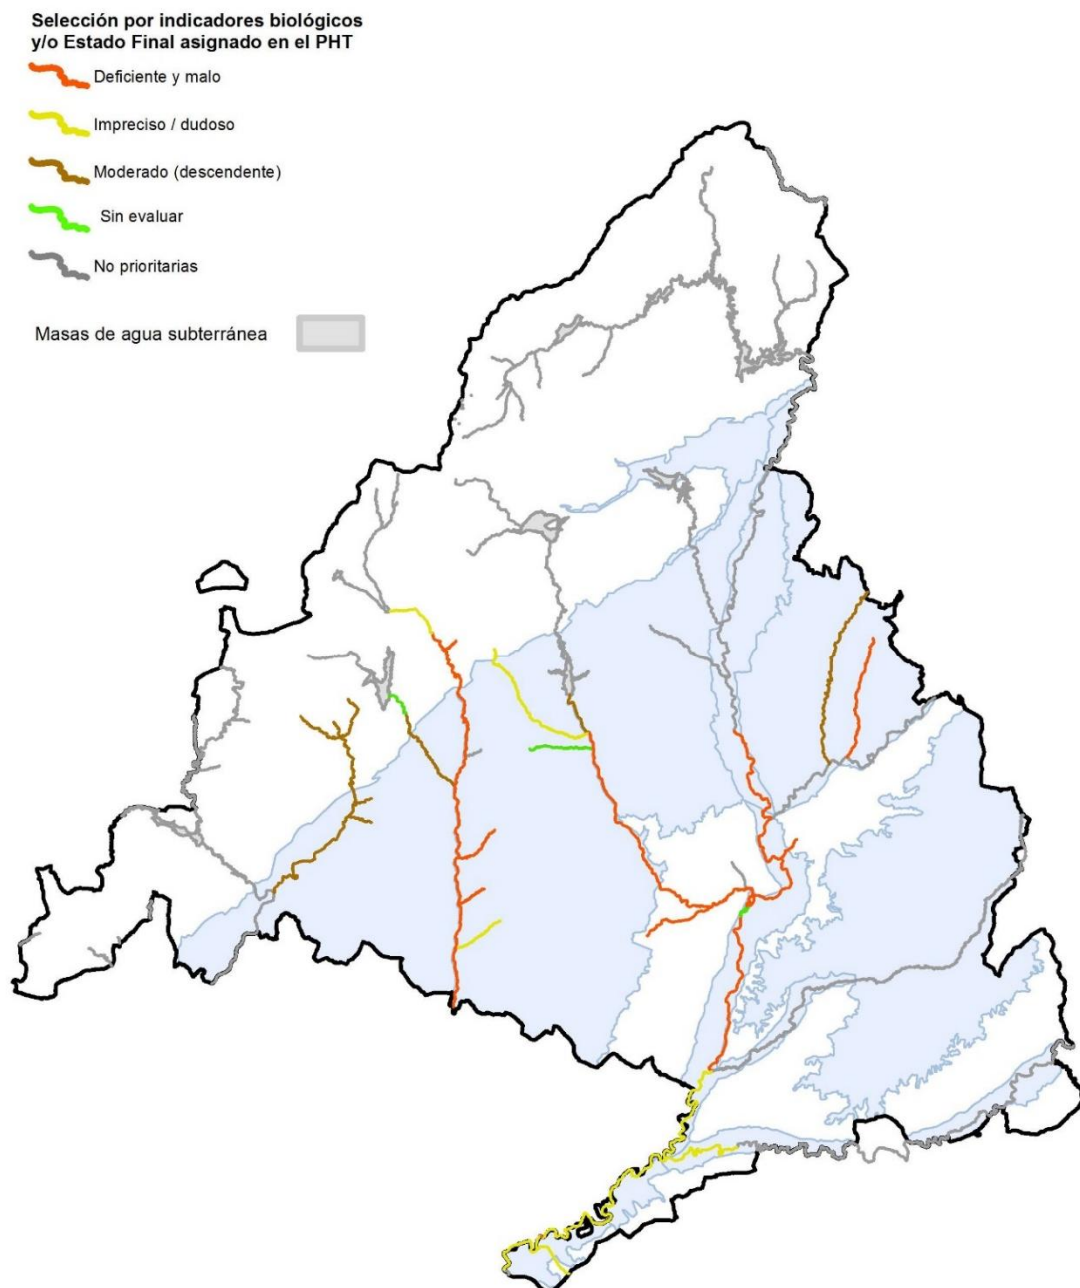 Selección por indicadores biológicos
y/o Estado Final asignado en el PHT
Deficiente y malo
Impreciso / dudoso
Moderado (descendente)
Sin evaluar
No prioritarias
Masas de agua subterránea